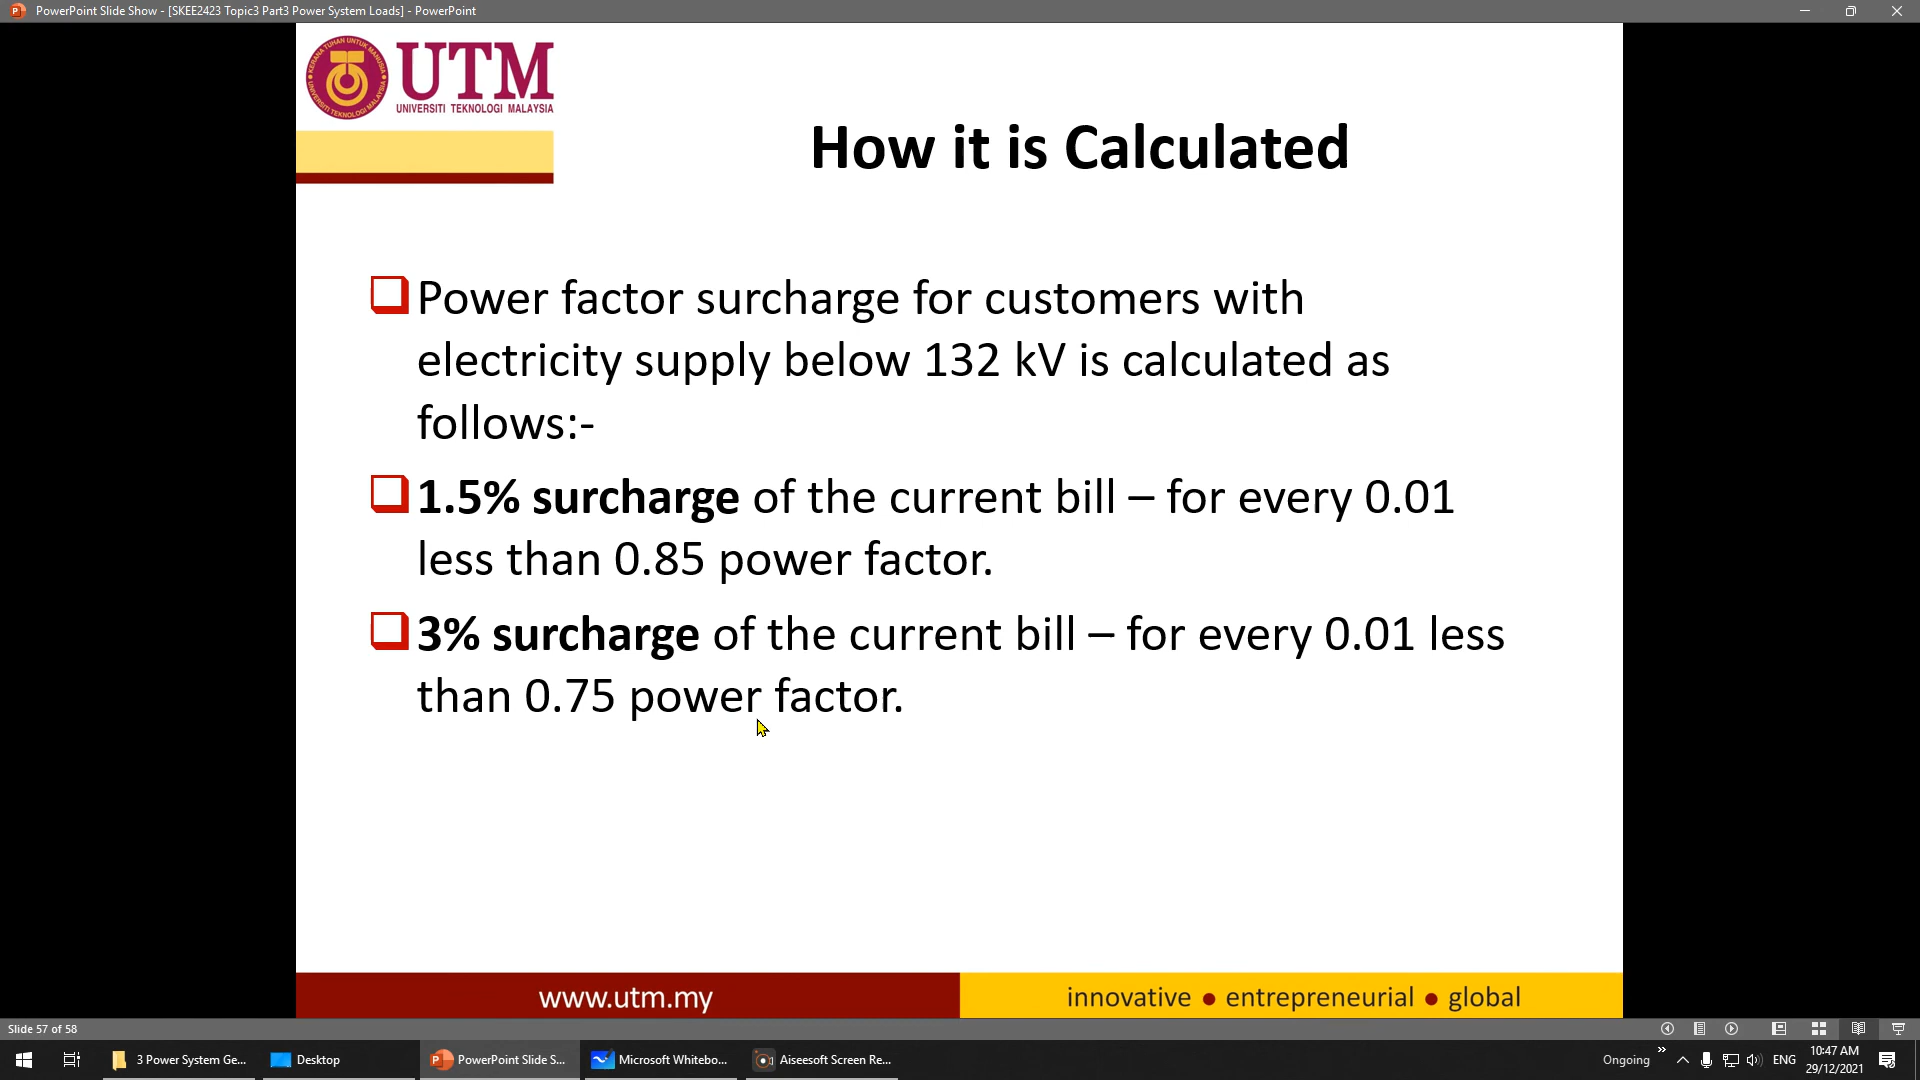 PowerPoint Slide Show - [SKEE2423 Topic3 Part3 Power System Loads] - PowerPoint
UTM
UNIVERSITI TEKNOLOGI MALAYSIA
How it is Calculated
Power factor surcharge for customers with
electricity supply below 132 kV is calculated as
follows:-
1.5% surcharge of the current bill – for every 0.01
less than 0.85 power factor.
3% surcharge of the current bill – for every 0.01 less
than 0.75 power factor.
www.utm.my
innovative ● entrepreneurial ● global
Slide 57 of 58
3 Power System Ge...
Desktop
PowerPoint Slide S...
Microsoft Whitebo...
Aiseesoft Screen Re...
Ongoing
ENG
10:47 AM
29/12/2021